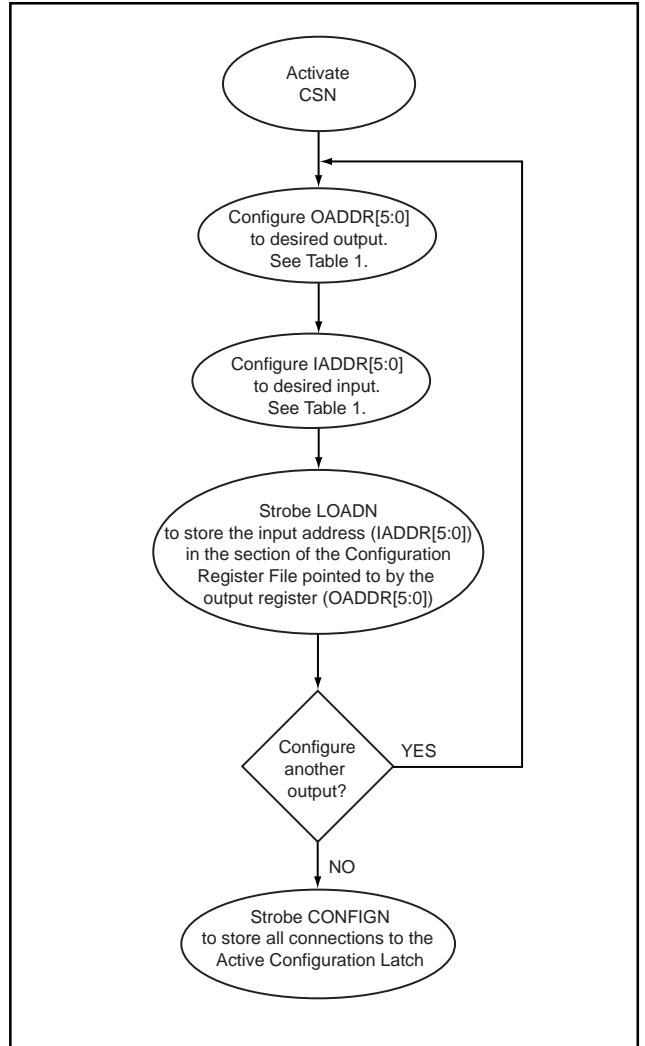 Activate
CSN
Configure OADDR[5:0]
to desired output.
See Table 1.
Configure IADDR[5:0]
to desired input.
See Table 1.
Strobe LOADN
to store the input address (IADDR[5:0])
in the section of the Configuration
Register File pointed to by the
output register (OADDR[5:0])
Configure
another
output?
YES
NO
Strobe CONFIGN
to store all connections to the
Active Configuration Latch